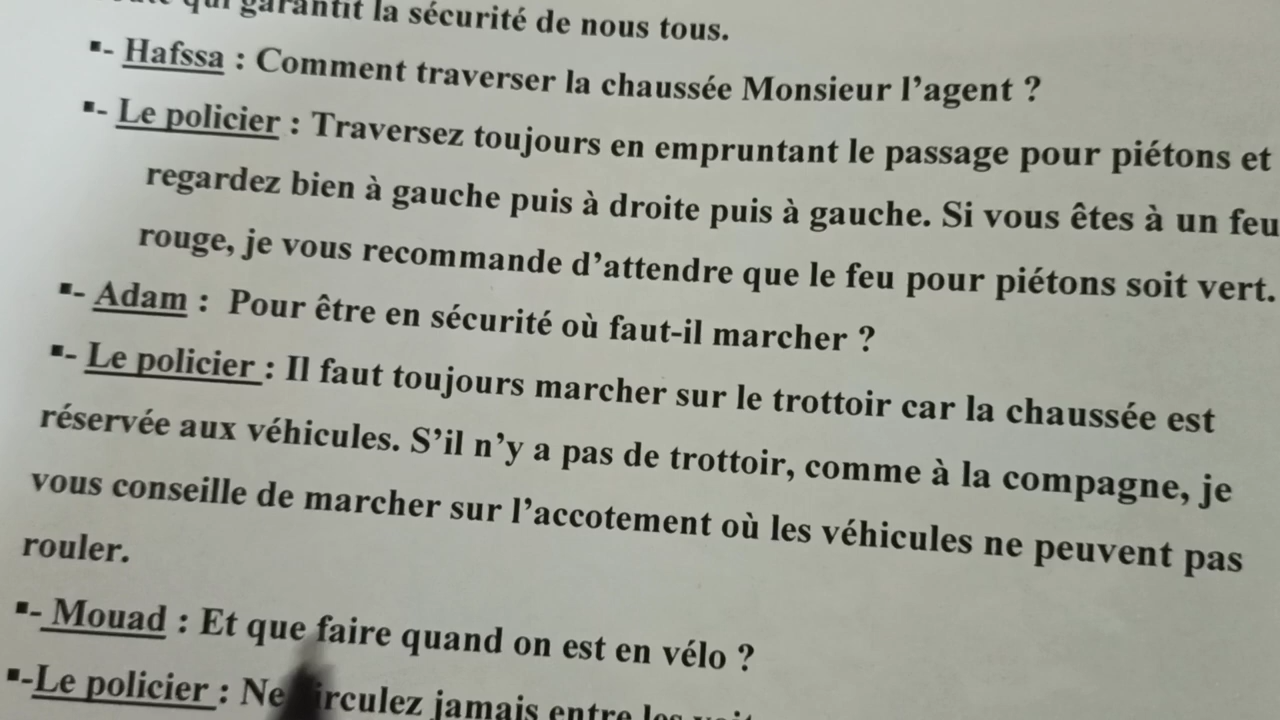 qui garantit la sécurité de nous tous.
▪- Hafssa : Comment traverser la chaussée Monsieur l'agent ?
▪- Le policier : Traversez toujours en empruntant le passage pour piétons et
regardez bien à gauche puis à droite puis à gauche. Si vous êtes à un feu
rouge, je vous recommande d'attendre que le feu pour piétons soit vert.
▪- Adam : Pour être en sécurité où faut-il marcher ?
▪- Le policier : Il faut toujours marcher sur le trottoir car la chaussée est
réservée aux véhicules. S'il n'y a pas de trottoir, comme à la compagne, je
vous conseille de marcher sur l'accotement où les véhicules ne peuvent pas
rouler.
▪- Mouad : Et que faire quand on est en vélo ?
▪-Le policier : Ne circulez jamais entre les